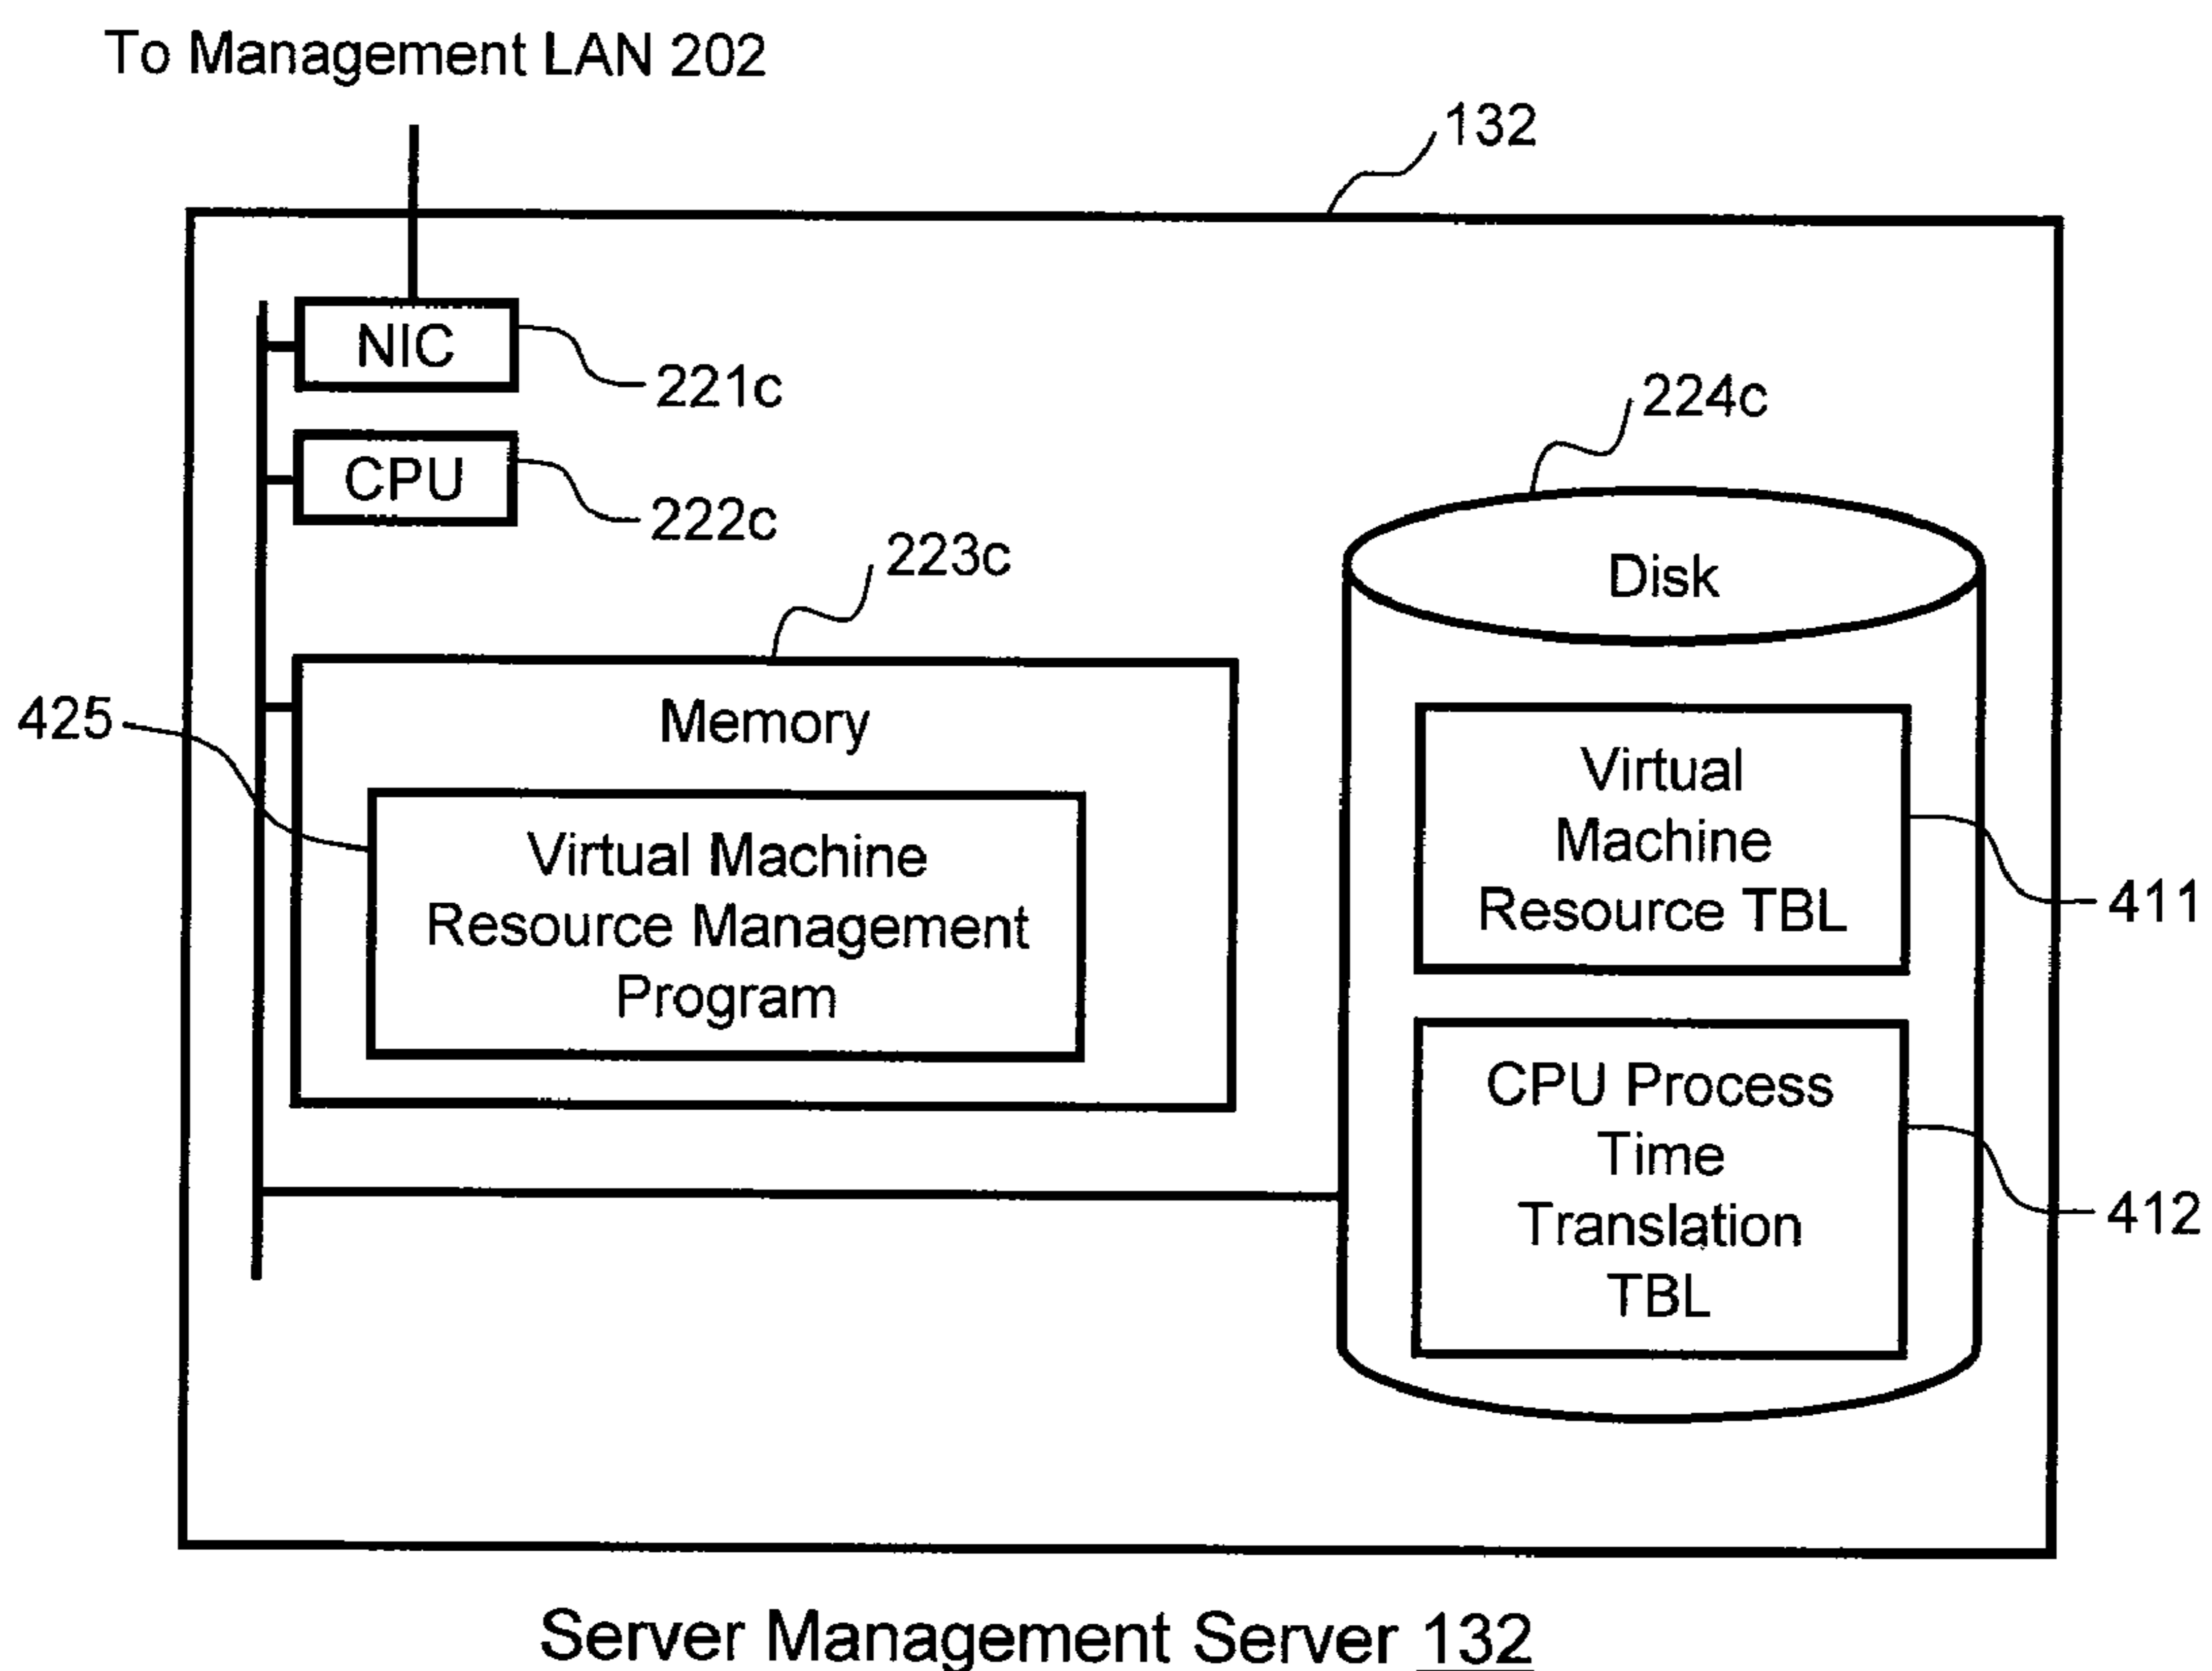 To Management LAN 202
132
NIC
221c
224c
CPU
222c
223c
Disk
425
Memory
Virtual Machine
Resource Management
Program
Virtual
Machine
Resource TBL
411
CPU Process
Time
Translation
TBL
412
Server Management Server 132